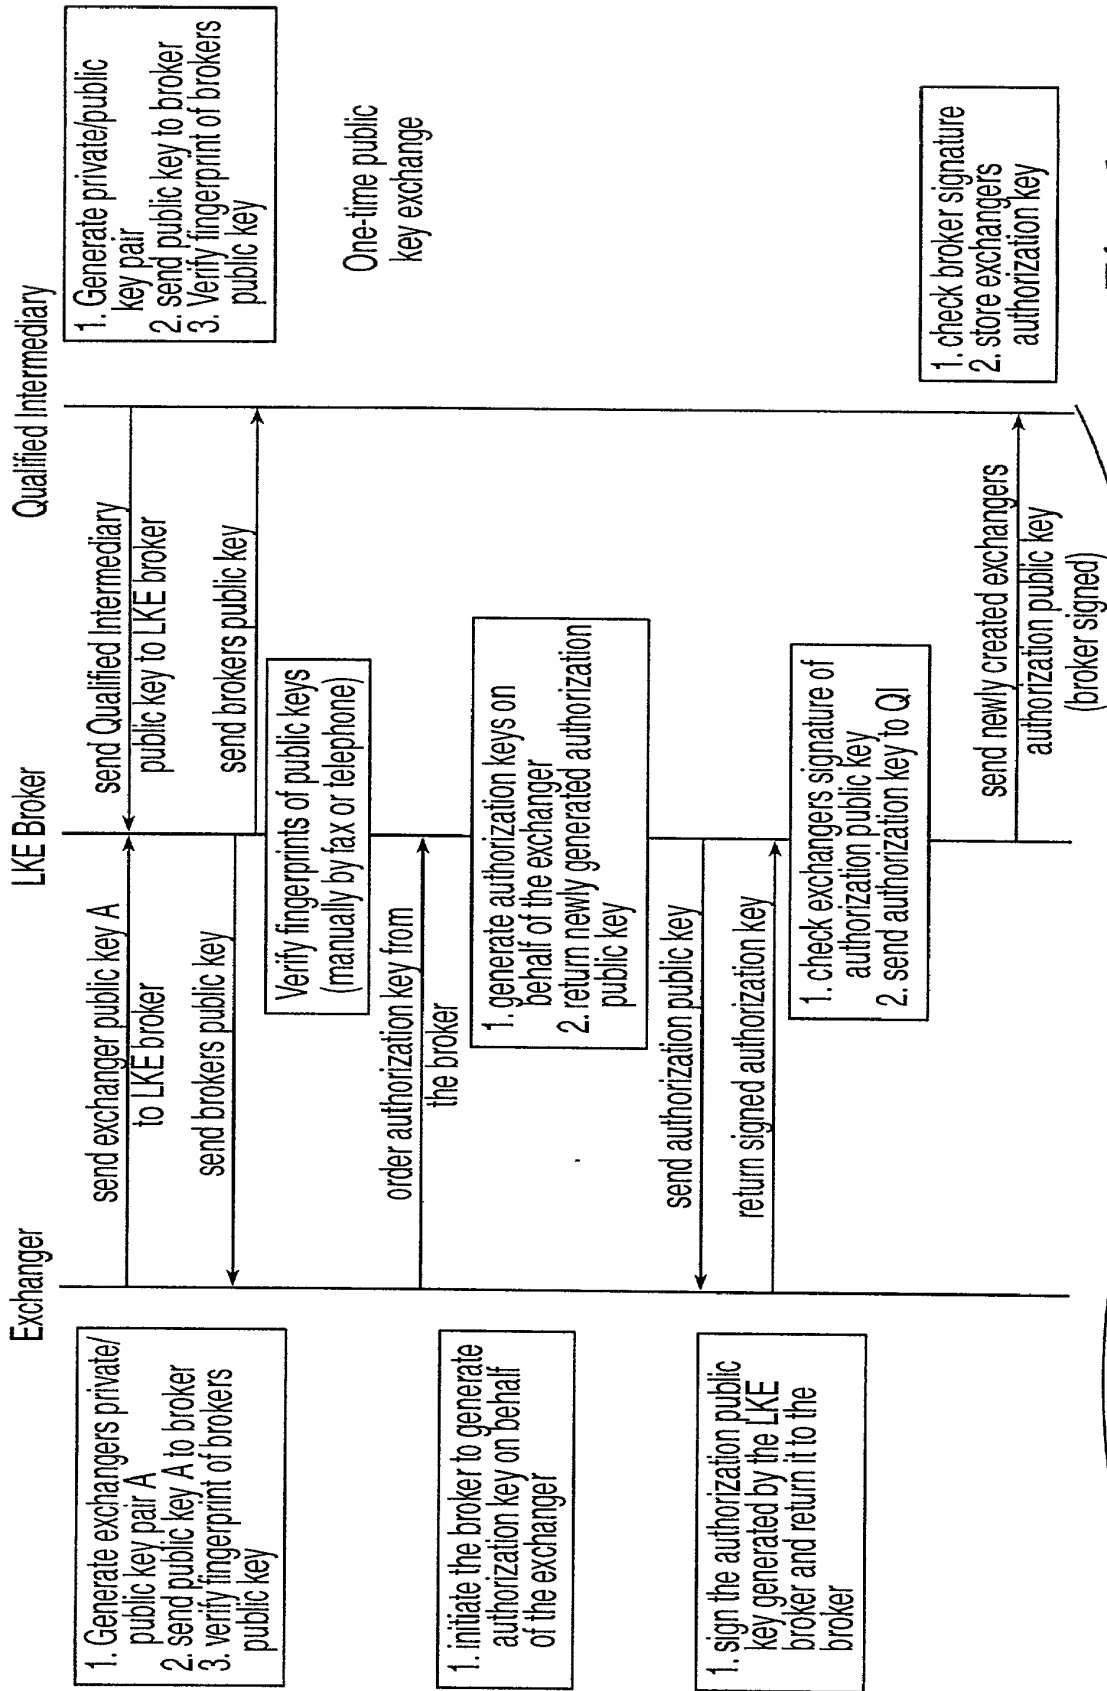 Exchanger
LKE Broker
Qualified Intermediary
1. Generate exchangers private/
public key pair A
2. send public key A to broker
3. verify fingerprint of brokers
public key
send exchanger public key A
to LKE broker
send brokers public key
send Qualified Intermediary
public key to LKE broker
send brokers public key
1. Generate private/public
key pair
2. send public key to broker
3. Verify fingerprint of brokers
public key
Verify fingerprints of public keys
(manually by fax or telephone)
One-time public
key exchange
1. initiate the broker to generate
authorization key on behalf
of the exchanger
order authorization key from
the broker
1. generate authorization keys on
behalf of the exchanger
2. return newly generated authorization
public key
send authorization public key
1. sign the authorization public
key generated by the LKE
broker and return it to the
broker
return signed authorization key
1. check exchangers signature of
authorization public key
2. send authorization key to QI
send newly created exchangers
authorization public key
(broker signed)
1. check broker signature
2. store exchangers
authorization key